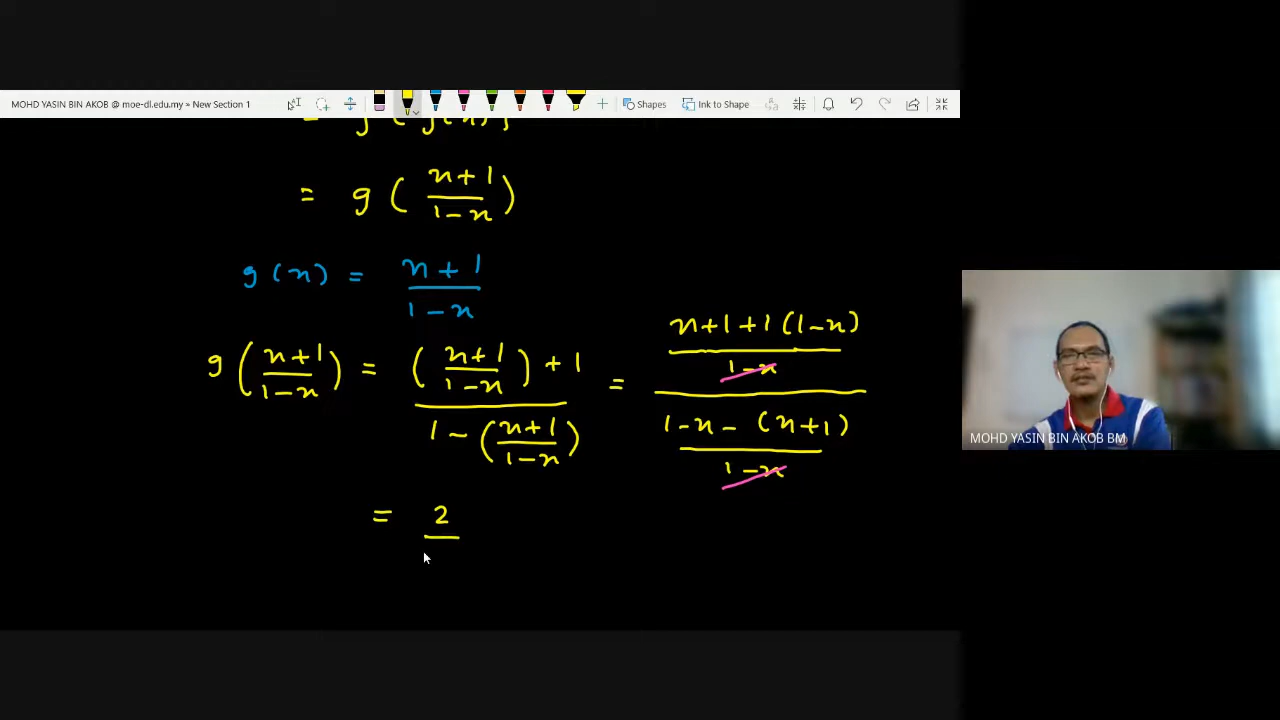 MOHD YASIN BIN AKOB @ moe-dl.edu.my » New Section 1
Shapes
Ink to Shape
= g ( (x+1)/(1-x) )
g(x) = (x+1)/(1-x)
g( (x+1)/(1-x) ) = ( ((x+1)/(1-x)) + 1 ) / ( 1 - ((x+1)/(1-x)) ) = ( (x+1+1(1-x))/(1-x) ) / ( (1-x-(x+1))/(1-x) )
= 2/
MOHD YASIN BIN AKOB BM